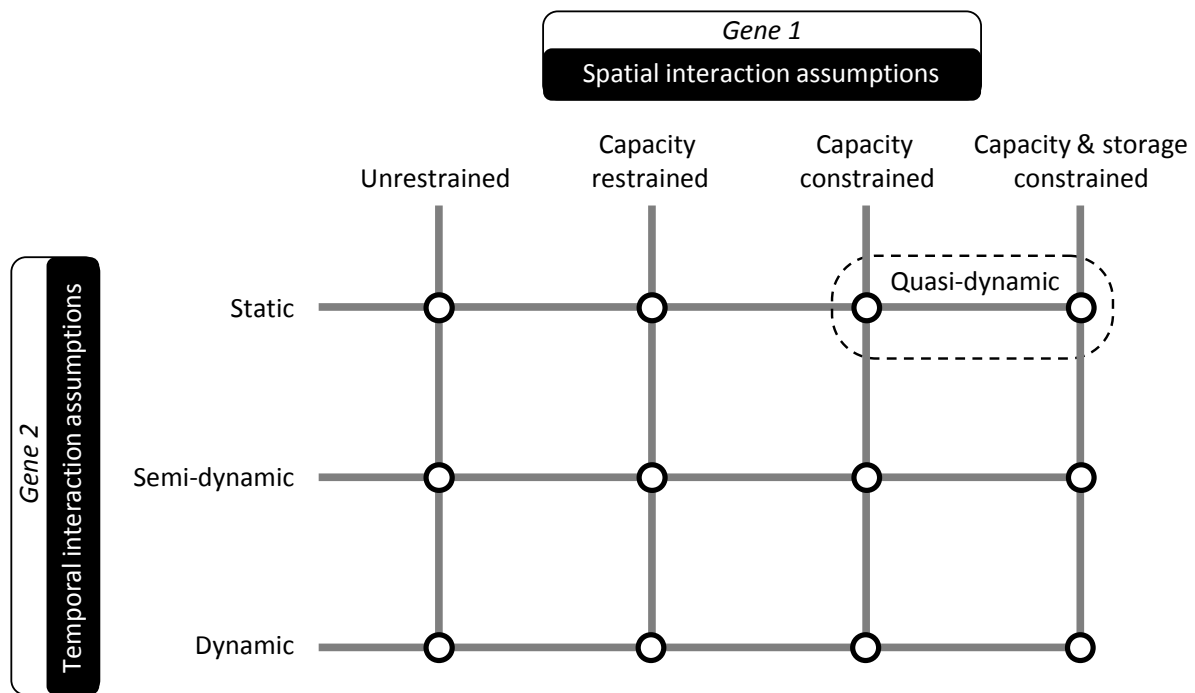 Gene 1
Spatial interaction assumptions
Unrestrained
Capacity
restrained
Capacity
constrained
Capacity & storage
constrained
Gene 2
Temporal interaction assumptions
Static
Quasi-dynamic
Semi-dynamic
Dynamic